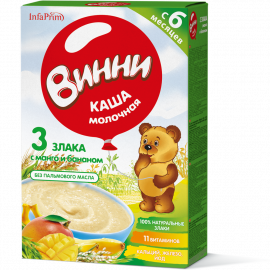 InfaPrim
с 6
месяцев
ВИННИ
КАША
молочная
3 ЗЛАКА
с манго и бананом
БЕЗ ПАЛЬМОВОГО МАСЛА
100% НАТУРАЛЬНЫЕ
ЗЛАКИ
11 ВИТАМИНОВ